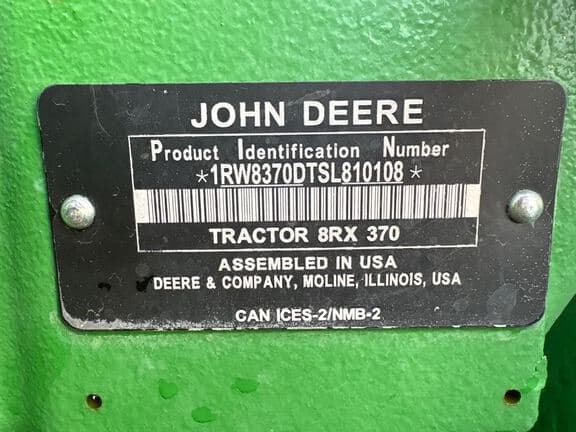 JOHN DEERE
Product Identification Number
*1RW8370DTSL810108*
TRACTOR 8RX 370
ASSEMBLED IN USA
DEERE & COMPANY, MOLINE, ILLINOIS, USA
CAN ICES-2/NMB-2